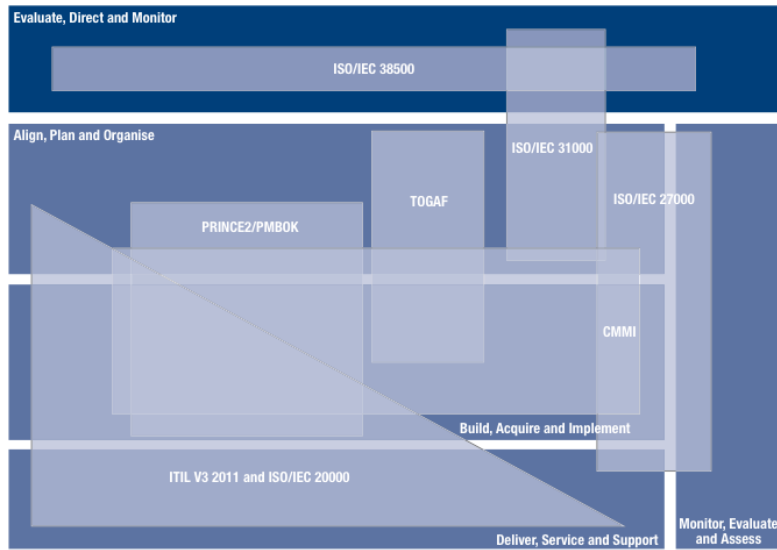 Evaluate, Direct and Monitor
ISO/IEC 38500
Align, Plan and Organise
ISO/IEC 31000
TOGAF
ISO/IEC 27000
PRINCE2/PMBOK
CMMI
Build, Acquire and Implement
ITIL V3 2011 and ISO/IEC 20000
Deliver, Service and Support
Monitor, Evaluate
and Assess